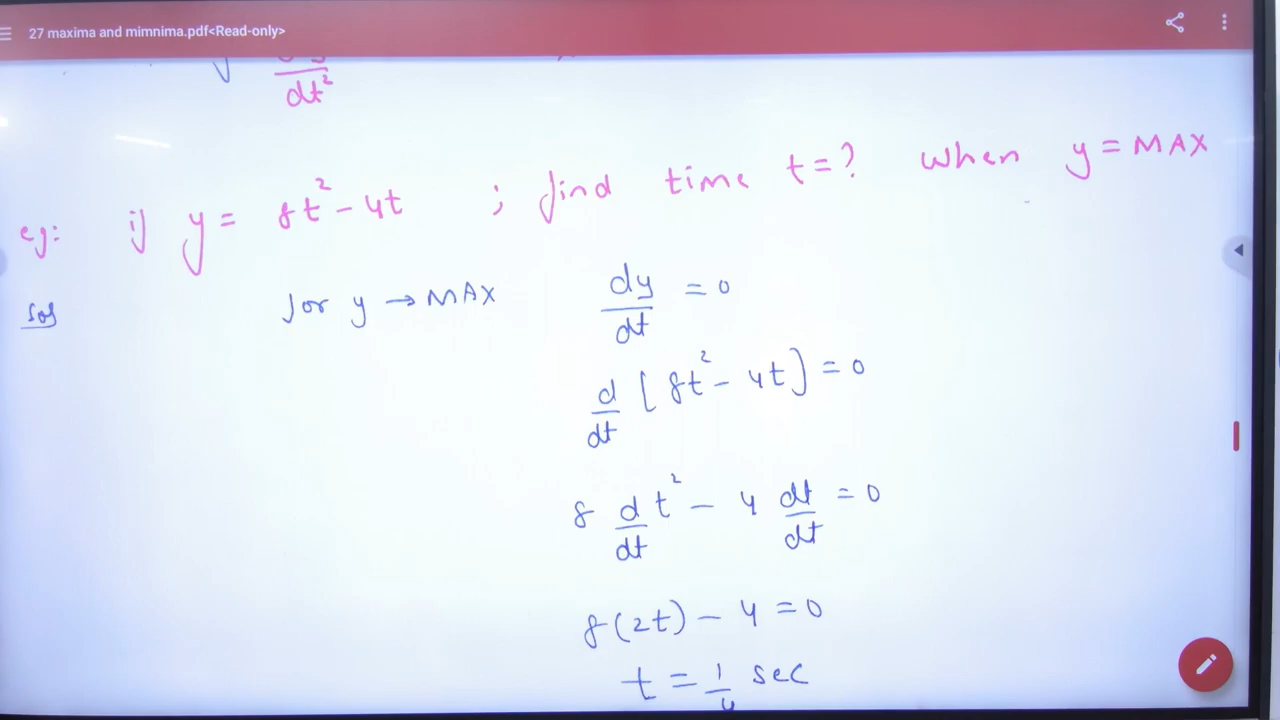 27 maxima and mimnima.pdf<Read-only>
dt²
eg: if y = 8t² - 4t ; find time t = ? when y = MAX
Sol for y → MAX dy/dt = 0
d/dt [8t² - 4t] = 0
8 d/dt t² - 4 dt/dt = 0
8(2t) - 4 = 0
t = 1/4 sec